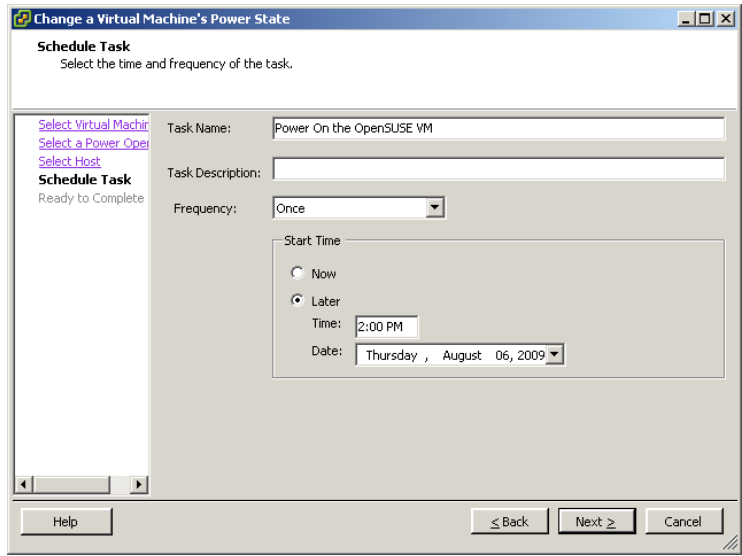 Change a Virtual Machine's Power State
Schedule Task
Select the time and frequency of the task.
Select Virtual Machin
Select a Power Oper
Select Host
Schedule Task
Ready to Complete
Task Name: Power On the OpenSUSE VM
Task Description:
Frequency: Once
Start Time
Now
Later
Time: 2:00 PM
Date: Thursday , August 06, 2009
Help
< Back
Next >
Cancel